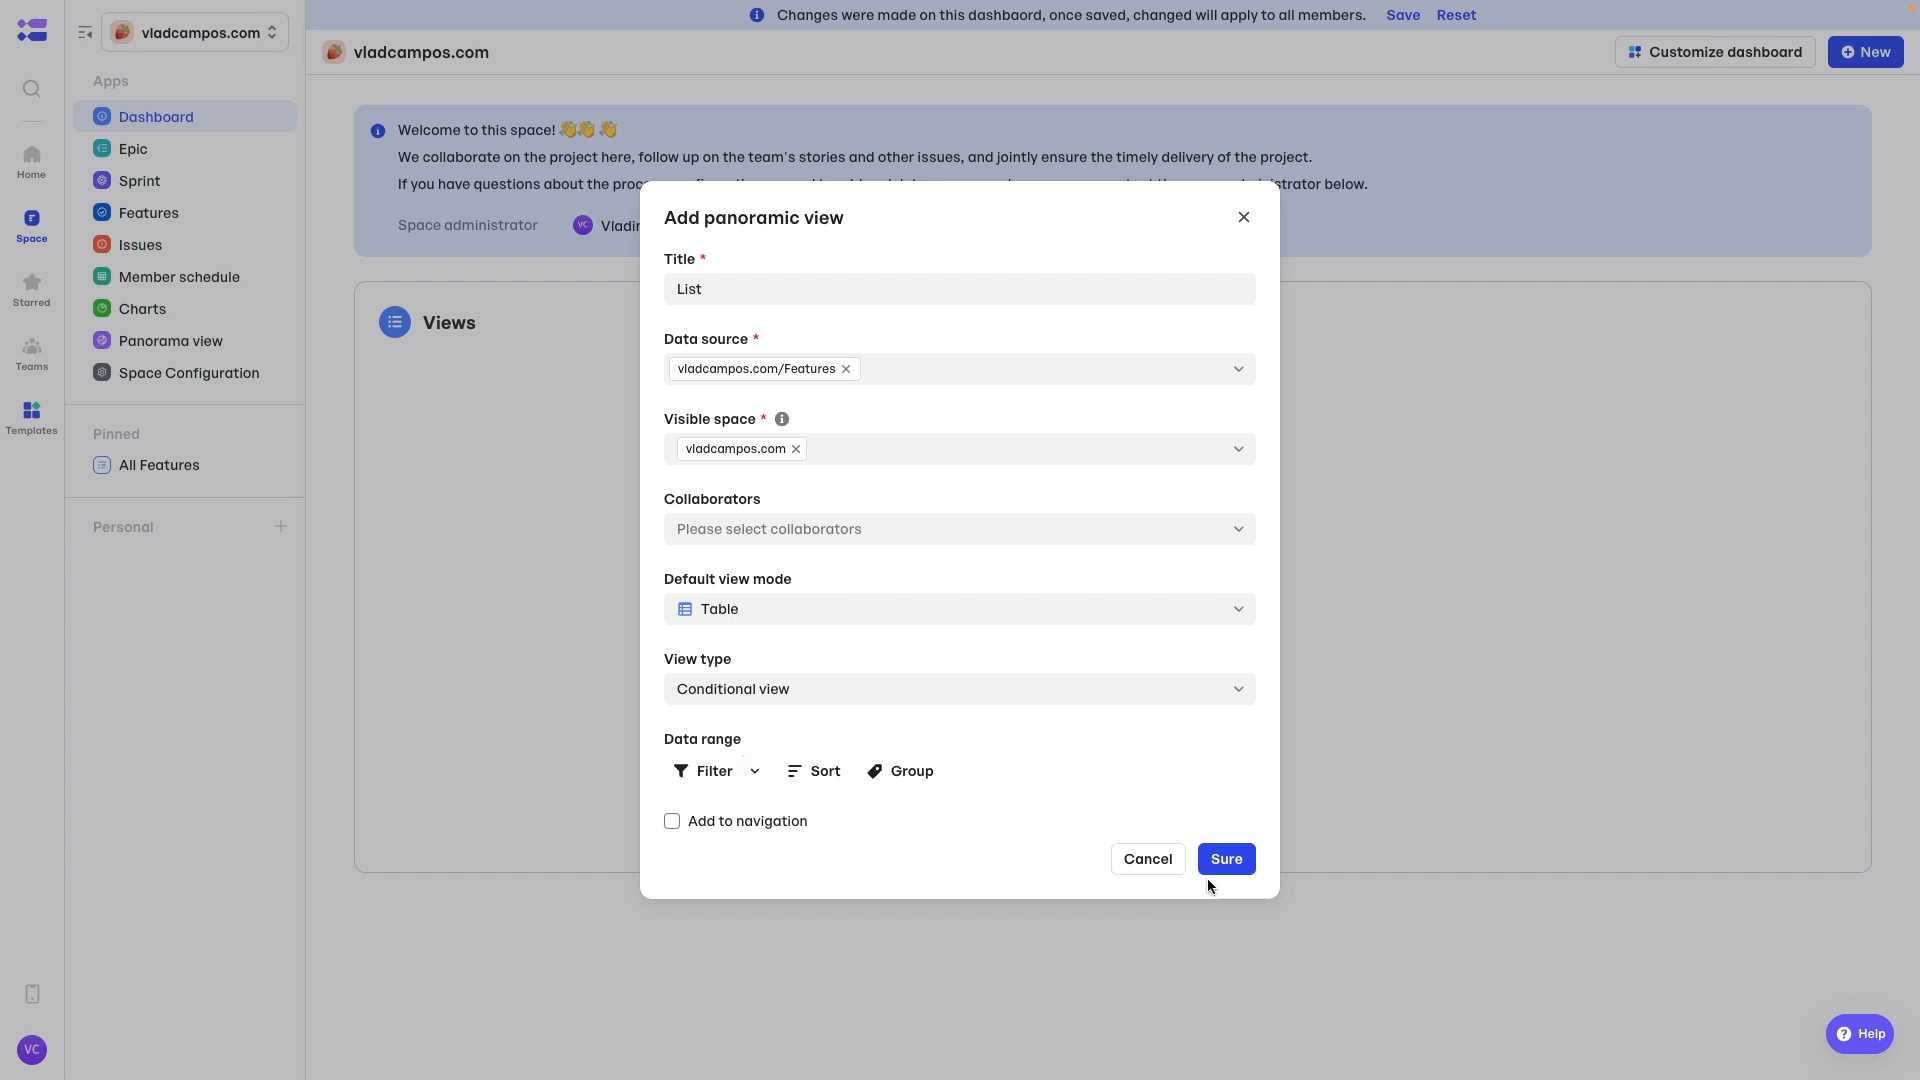 Changes were made on this dashbaord, once saved, changed will apply to all members. Save Reset
vladcampos.com
vladcampos.com
Customize dashboard
New
Home
Space
Starred
Teams
Templates
VC
Apps
Dashboard
Epic
Sprint
Features
Issues
Member schedule
Charts
Panorama view
Space Configuration
Pinned
All Features
Personal
Welcome to this space! 👋👋 👋
We collaborate on the project here, follow up on the team's stories and other issues, and jointly ensure the timely delivery of the project.
If you have questions about the below.
Space administrator VC
Views
Add panoramic view
Title *
List
Data source *
vladcampos.com/Features
Visible space *
vladcampos.com
Collaborators
Please select collaborators
Default view mode
Table
View type
Conditional view
Data range
Filter Sort Group
Add to navigation
Cancel Sure
Help